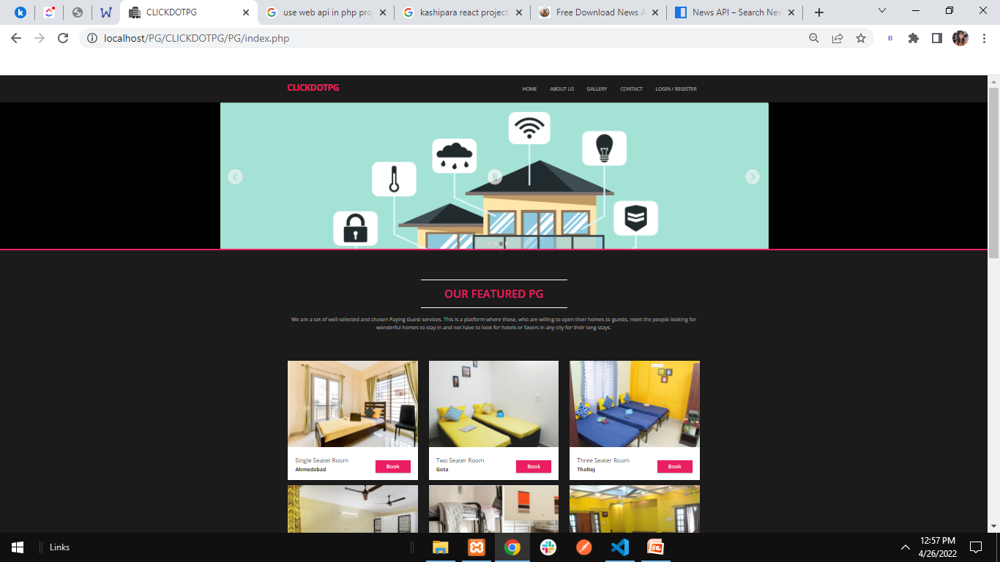 CLICKDOTPG
use web api in php pro
kashipara react project
Free Download News A
News API – Search New
localhost/PG/CLICKDOTPG/PG/index.php
B
CLICKDOTPG
HOME ABOUT US GALLERY CONTACT LOGIN / REGISTER
OUR FEATURED PG
We are a set of well-selected and chosen Paying Guest services. This is a platform where those, who are willing to open their homes to guests, meet the people looking for
wonderful homes to stay in and not have to look for hotels or favors in any city for their long stays.
Single Seater Room
Ahmedabad
Book
Two Seater Room
Gota
Book
Three Seater Room
Thaltej
Book
Links
12:57 PM
4/26/2022